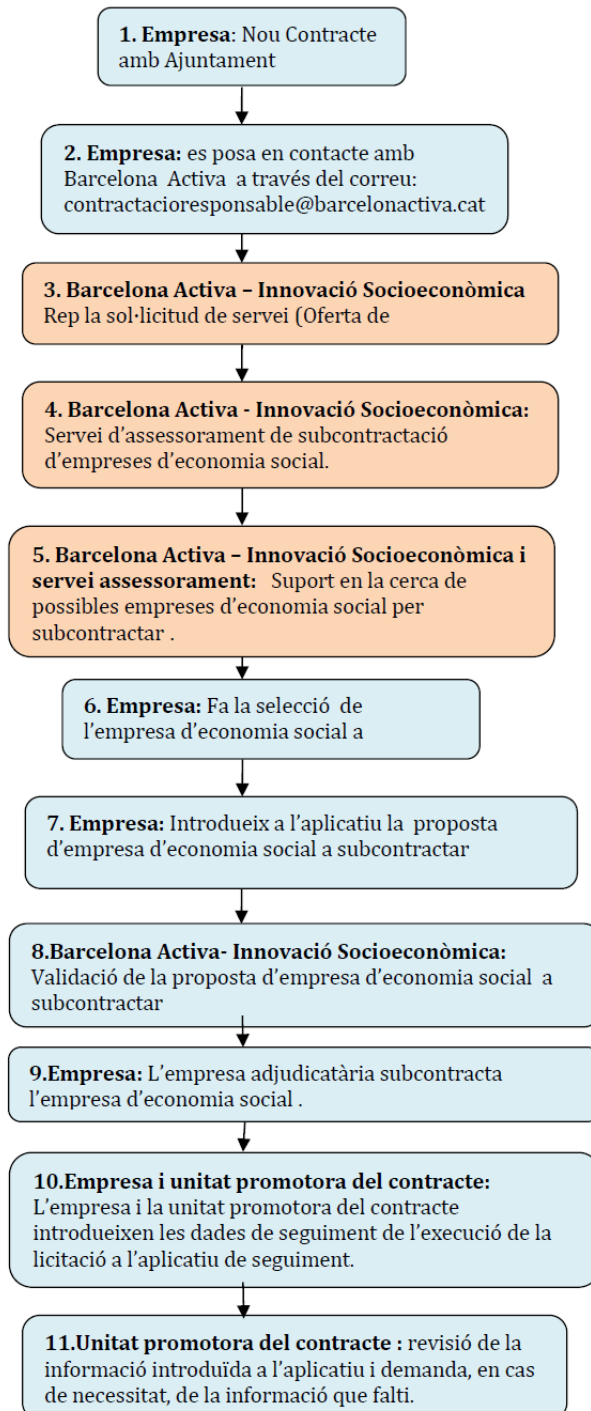 1. Empresa: Nou Contracte
amb Ajuntament
2. Empresa: es posa en contacte amb
Barcelona Activa a través del correu:
contractacioresponsable@barcelonactiva.cat
3. Barcelona Activa – Innovació Socioeconòmica
Rep la sol·licitud de servei (Oferta de
4. Barcelona Activa - Innovació Socioeconòmica:
Servei d'assessorament de subcontractació
d'empreses d'economia social.
5. Barcelona Activa – Innovació Socioeconòmica i
servei assessorament: Suport en la cerca de
possibles empreses d'economia social per
subcontractar .
6. Empresa: Fa la selecció de
l'empresa d'economia social a
7. Empresa: Introdueix a l'aplicatiu la proposta
d'empresa d'economia social a subcontractar
8.Barcelona Activa- Innovació Socioeconòmica:
Validació de la proposta d'empresa d'economia social a
subcontractar
9.Empresa: L'empresa adjudicatària subcontracta
l'empresa d'economia social .
10.Empresa i unitat promotora del contracte:
L'empresa i la unitat promotora del contracte
introdueixen les dades de seguiment de l'execució de la
licitació a l'aplicatiu de seguiment.
11.Unitat promotora del contracte : revisió de la
informació introduïda a l'aplicatiu i demanda, en cas
de necessitat, de la informació que falti.